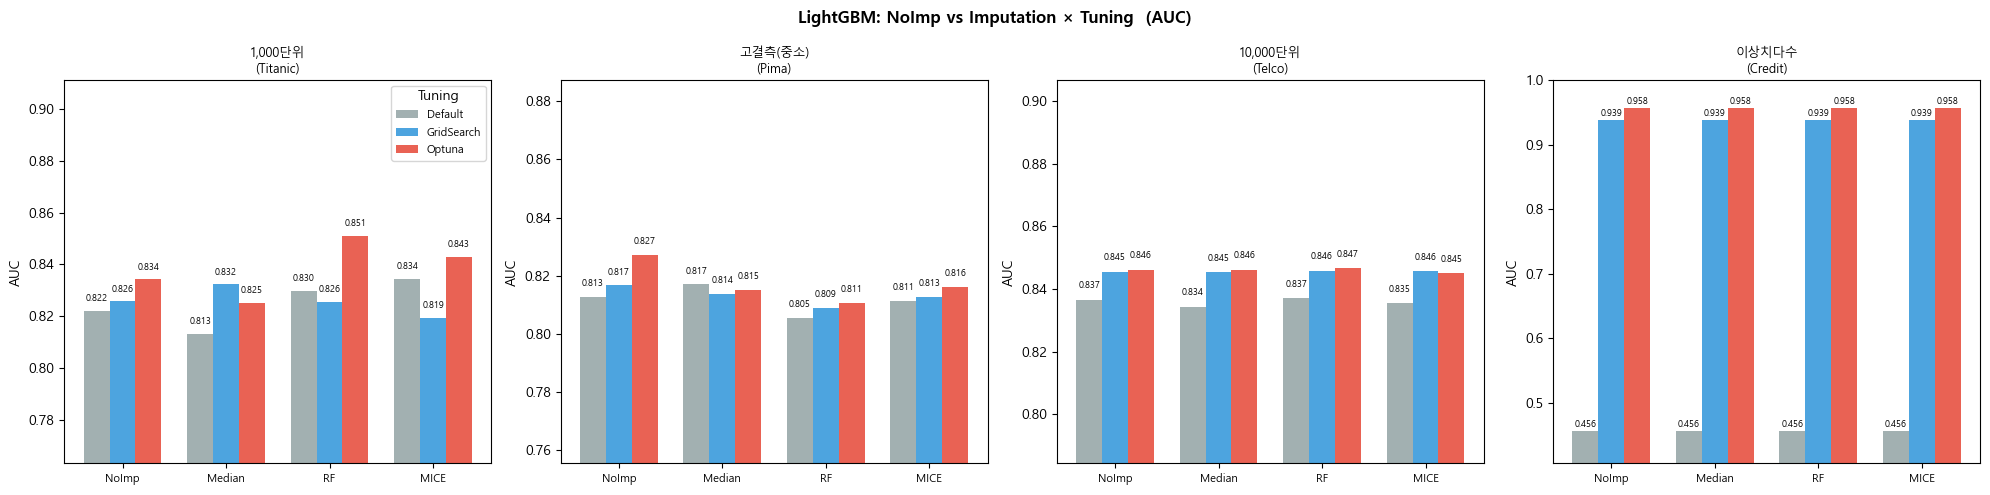 LightGBM: NoImp vs Imputation × Tuning (AUC)
1,000단위
(Titanic)
AUC
0.90
0.88
0.86
0.84
0.82
0.80
0.78
Tuning
Default
GridSearch
Optuna
0.822
0.826
0.834
0.813
0.832
0.825
0.830
0.826
0.851
0.834
0.819
0.843
NoImp
Median
RF
MICE
고결측(중소)
(Pima)
AUC
0.88
0.86
0.84
0.82
0.80
0.78
0.76
0.813
0.817
0.827
0.817
0.814
0.815
0.805
0.809
0.811
0.811
0.813
0.816
NoImp
Median
RF
MICE
10,000단위
(Telco)
AUC
0.90
0.88
0.86
0.84
0.82
0.80
0.837
0.845
0.846
0.834
0.845
0.846
0.837
0.846
0.847
0.835
0.846
0.845
NoImp
Median
RF
MICE
이상치다수
(Credit)
AUC
1.0
0.9
0.8
0.7
0.6
0.5
0.456
0.939
0.958
0.456
0.939
0.958
0.456
0.939
0.958
0.456
0.939
0.958
NoImp
Median
RF
MICE